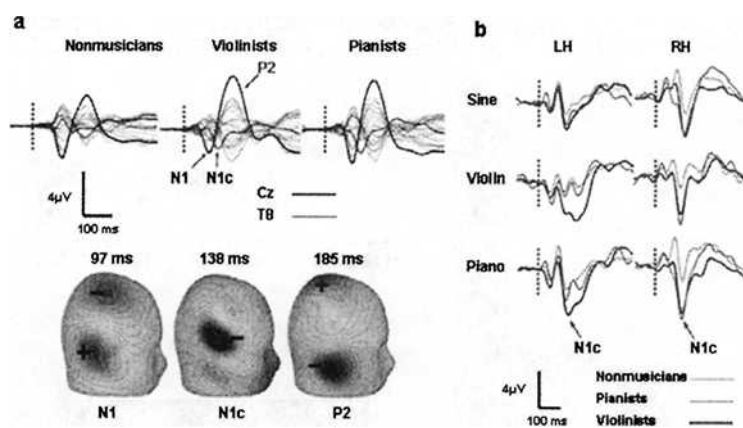 a
Nonmusicians Violinists Pianists
P2
N1 N1c
4µV
100 ms
Cz
T8
97 ms 138 ms 185 ms
N1 N1c P2
b
LH RH
Sine
Violin
Piano
N1c N1c
4µV
100 ms
Nonmusicians
Pianists
Violinists